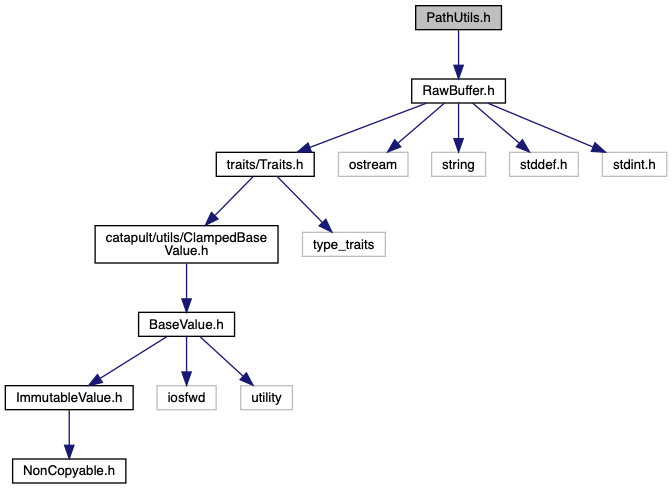 PathUtils.h
RawBuffer.h
traits/Traits.h
ostream
string
stddef.h
stdint.h
catapult/utils/ClampedBase
Value.h
type_traits
BaseValue.h
ImmutableValue.h
iosfwd
utility
NonCopyable.h